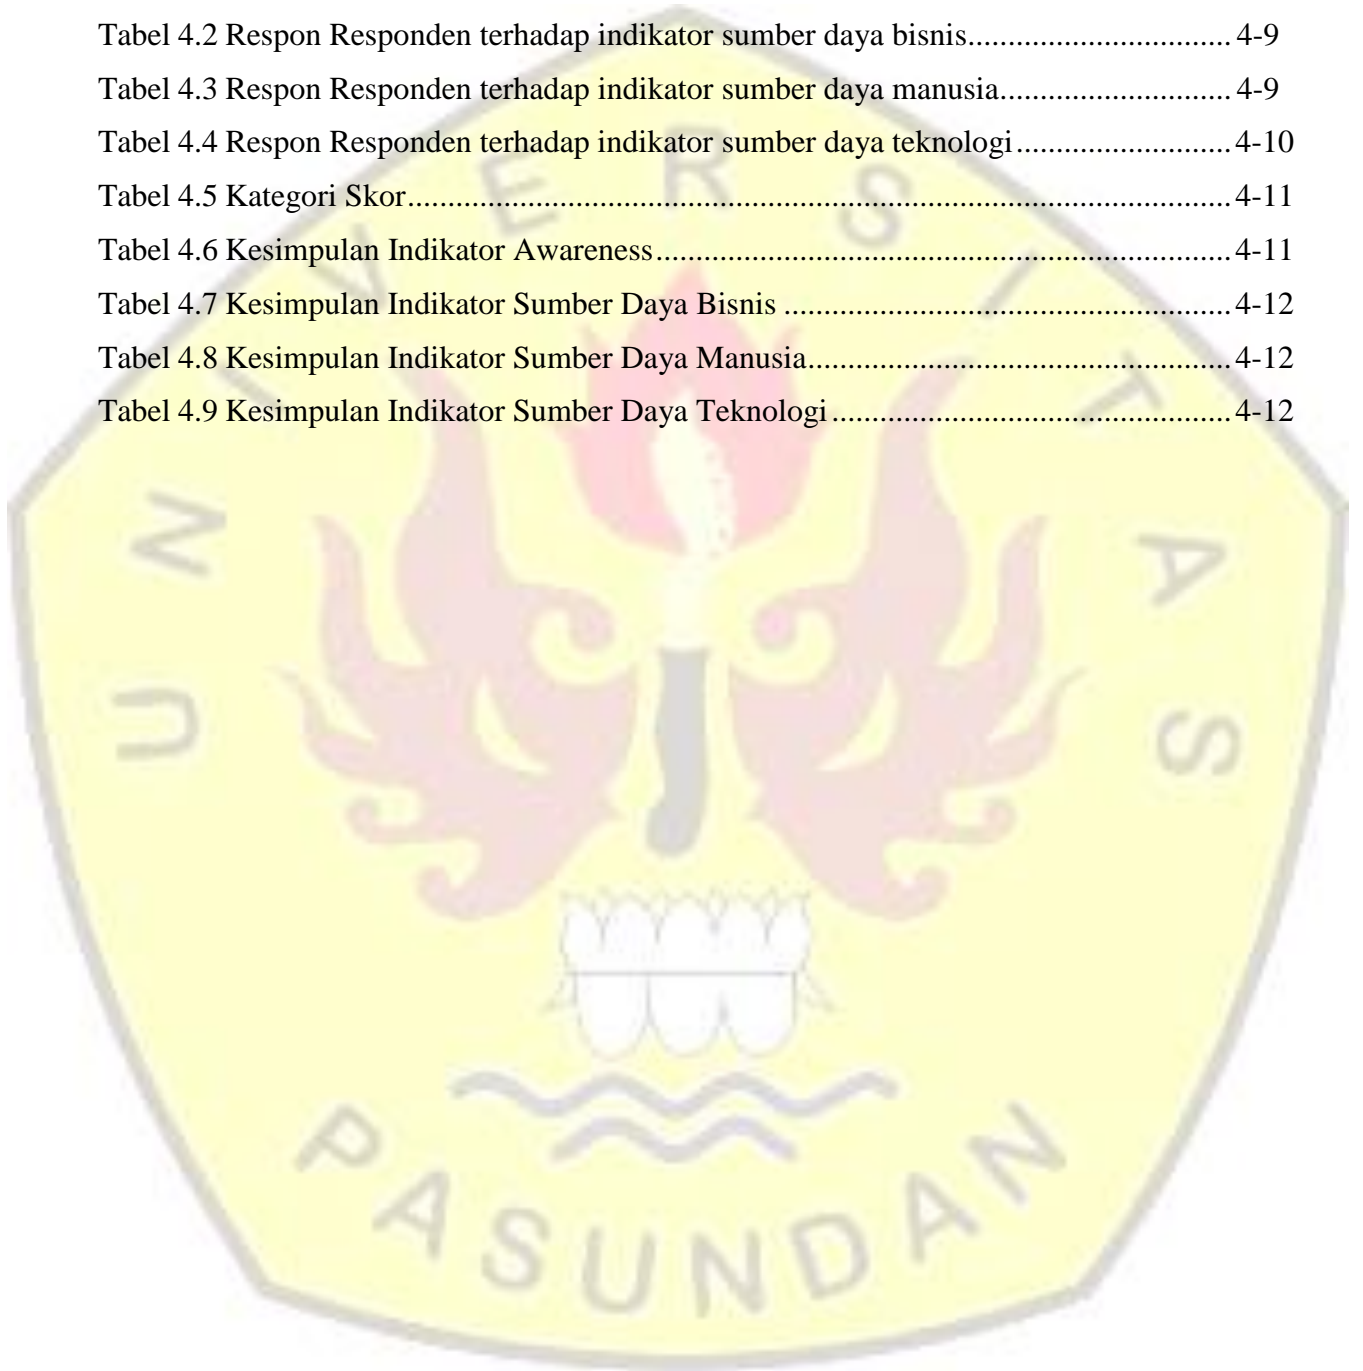 Tabel 4.2 Respon Responden terhadap indikator sumber daya bisnis................................. 4-9
Tabel 4.3 Respon Responden terhadap indikator sumber daya manusia............................. 4-9
Tabel 4.4 Respon Responden terhadap indikator sumber daya teknologi........................... 4-10
Tabel 4.5 Kategori Skor....................................................................................................... 4-11
Tabel 4.6 Kesimpulan Indikator Awareness........................................................................ 4-11
Tabel 4.7 Kesimpulan Indikator Sumber Daya Bisnis ........................................................ 4-12
Tabel 4.8 Kesimpulan Indikator Sumber Daya Manusia..................................................... 4-12
Tabel 4.9 Kesimpulan Indikator Sumber Daya Teknologi.................................................. 4-12
UNIVERSITAS
PASUNDAN